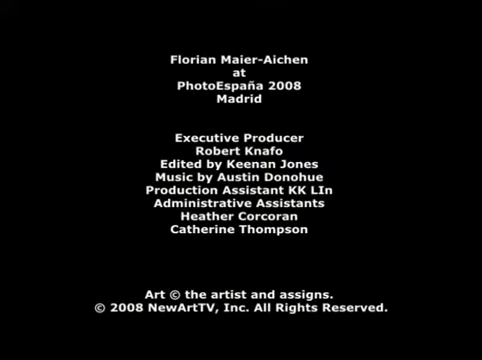 Florian Maier-Aichen
at
PhotoEspaña 2008
Madrid
Executive Producer
Robert Knafo
Edited by Keenan Jones
Music by Austin Donohue
Production Assistant KK LIn
Administrative Assistants
Heather Corcoran
Catherine Thompson
Art © the artist and assigns.
© 2008 NewArtTV, Inc. All Rights Reserved.